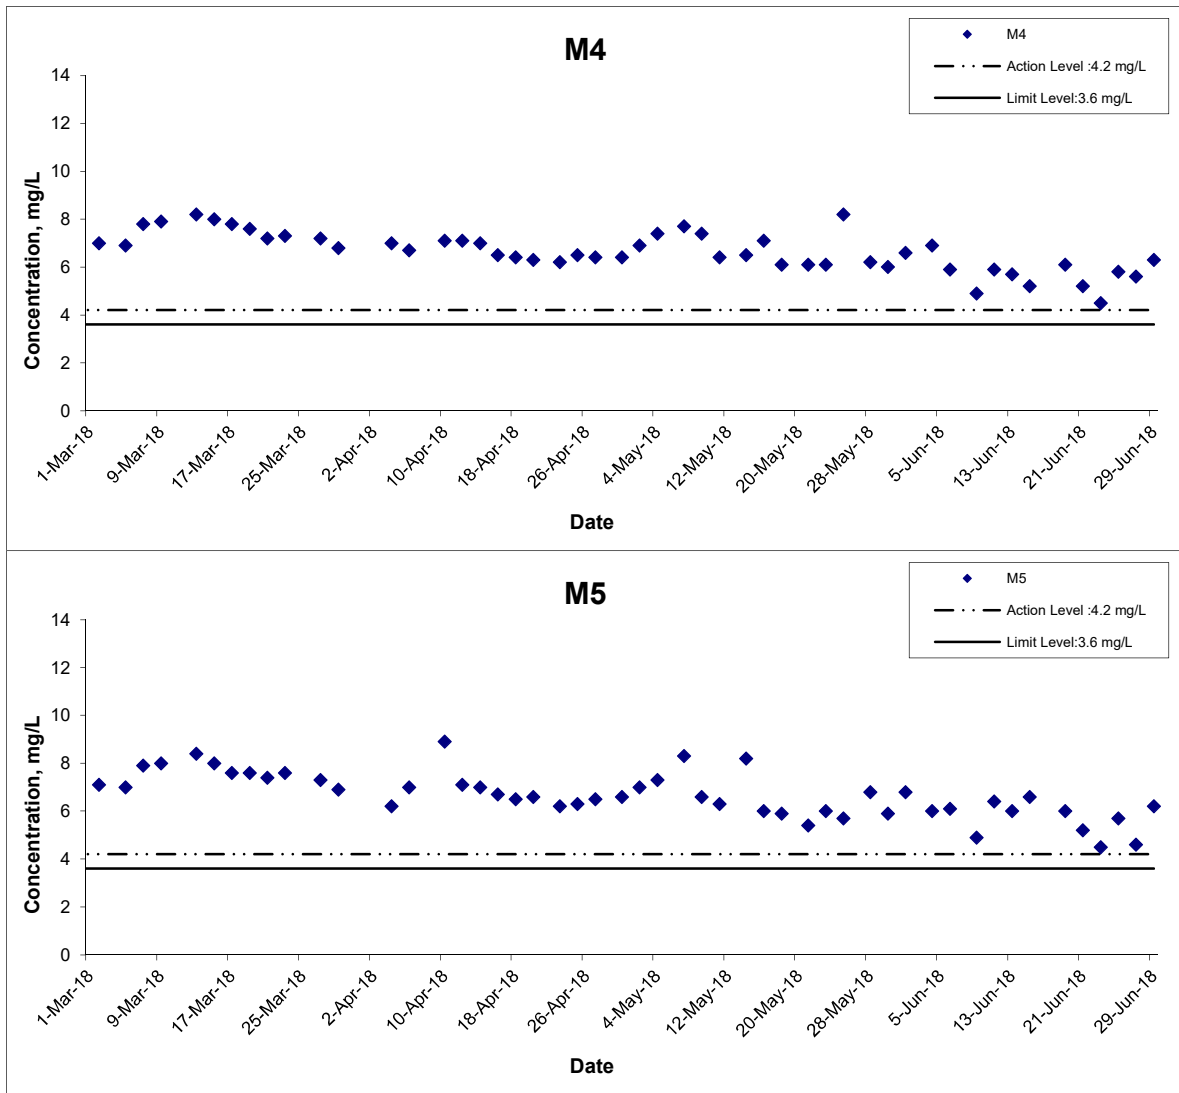 M4
M4
Action Level :4.2 mg/L
Limit Level:3.6 mg/L
Concentration, mg/L
14
12
10
8
6
4
2
0
1-Mar-18
9-Mar-18
17-Mar-18
25-Mar-18
2-Apr-18
10-Apr-18
18-Apr-18
26-Apr-18
4-May-18
12-May-18
20-May-18
28-May-18
5-Jun-18
13-Jun-18
21-Jun-18
29-Jun-18
Date
M5
M5
Action Level :4.2 mg/L
Limit Level:3.6 mg/L
Concentration, mg/L
14
12
10
8
6
4
2
0
1-Mar-18
9-Mar-18
17-Mar-18
25-Mar-18
2-Apr-18
10-Apr-18
18-Apr-18
26-Apr-18
4-May-18
12-May-18
20-May-18
28-May-18
5-Jun-18
13-Jun-18
21-Jun-18
29-Jun-18
Date